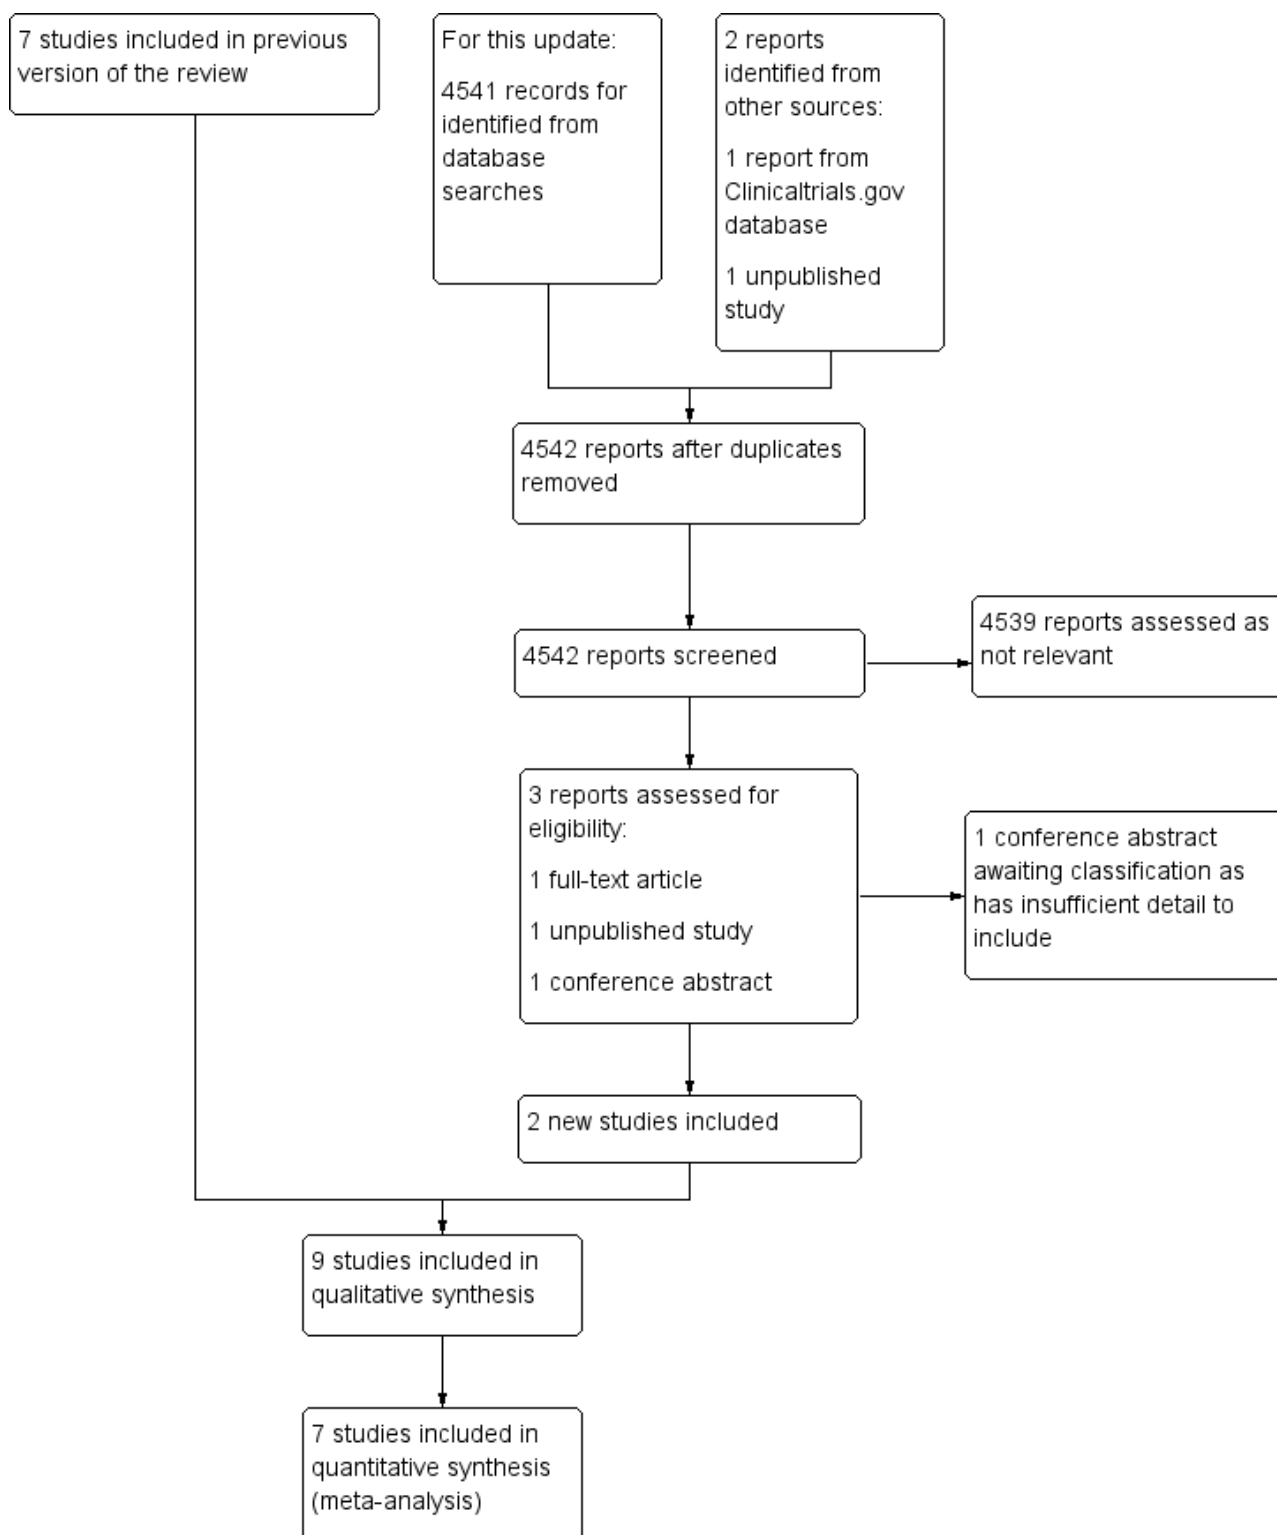 7 studies included in previous
version of the review
For this update:
4541 records for
identified from
database
searches
2 reports
identified from
other sources:
1 report from
Clinicaltrials.gov
database
1 unpublished
study
4542 reports after duplicates
removed
4542 reports screened
4539 reports assessed as
not relevant
3 reports assessed for
eligibility:
1 full-text article
1 unpublished study
1 conference abstract
1 conference abstract
awaiting classification as
has insufficient detail to
include
2 new studies included
9 studies included in
qualitative synthesis
7 studies included in
quantitative synthesis
(meta-analysis)